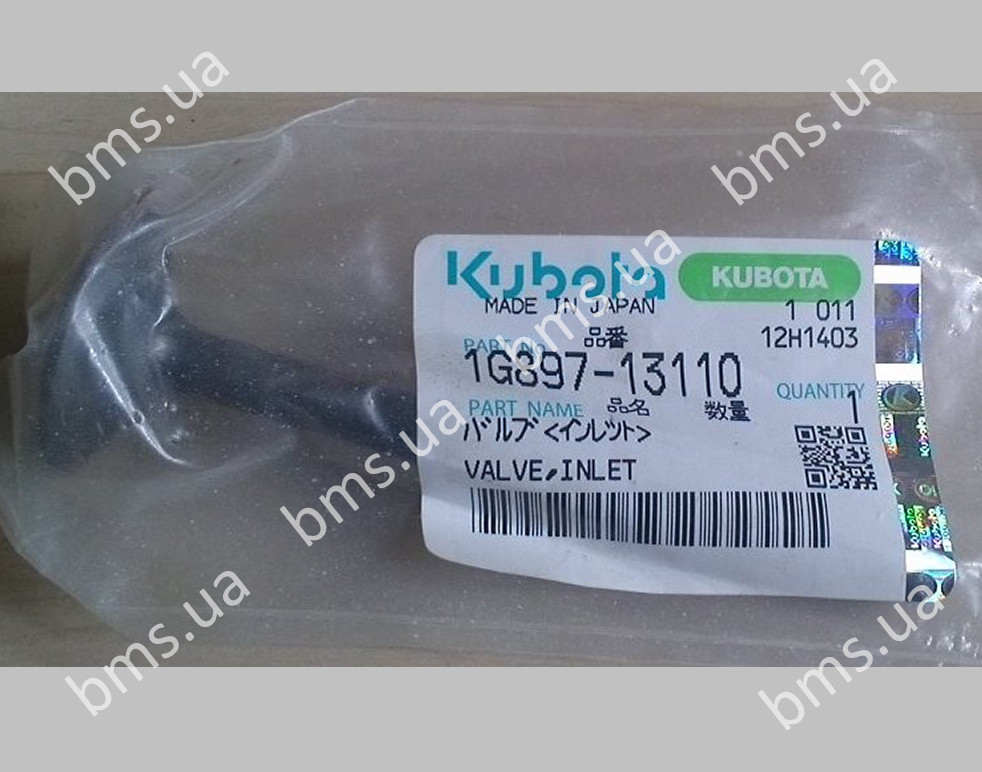 bms.ua
bms.ua
Kubota
KUBOTA
MADE IN JAPAN
1 011
PART No. 品番
12H1403
1G897-13110
QUANTITY
PART NAME 品名
数量
1
バルブ<インレツト>
VALVE,INLET
bms.ua
bms.ua
bms.ua
bms.ua